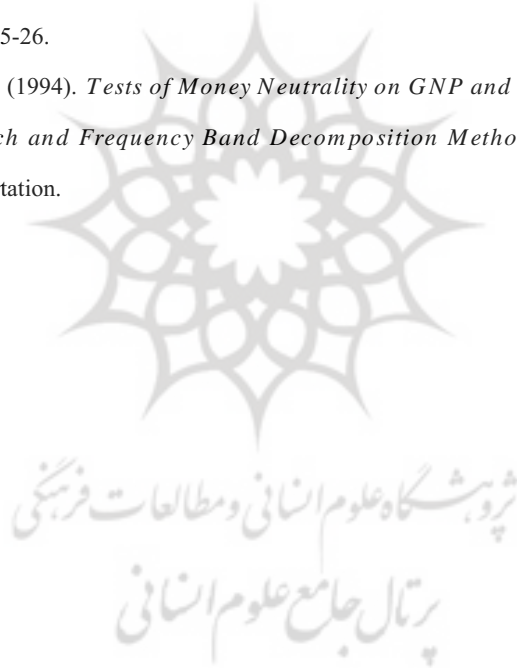 5-26.
(1994). Tests of Money Neutrality on GNP and
ch and Frequency Band Decomposition Metho
tation.
پژوهشگاه علوم انسانی و مطالعات فرهنگی
پرتال جامع علوم انسانی